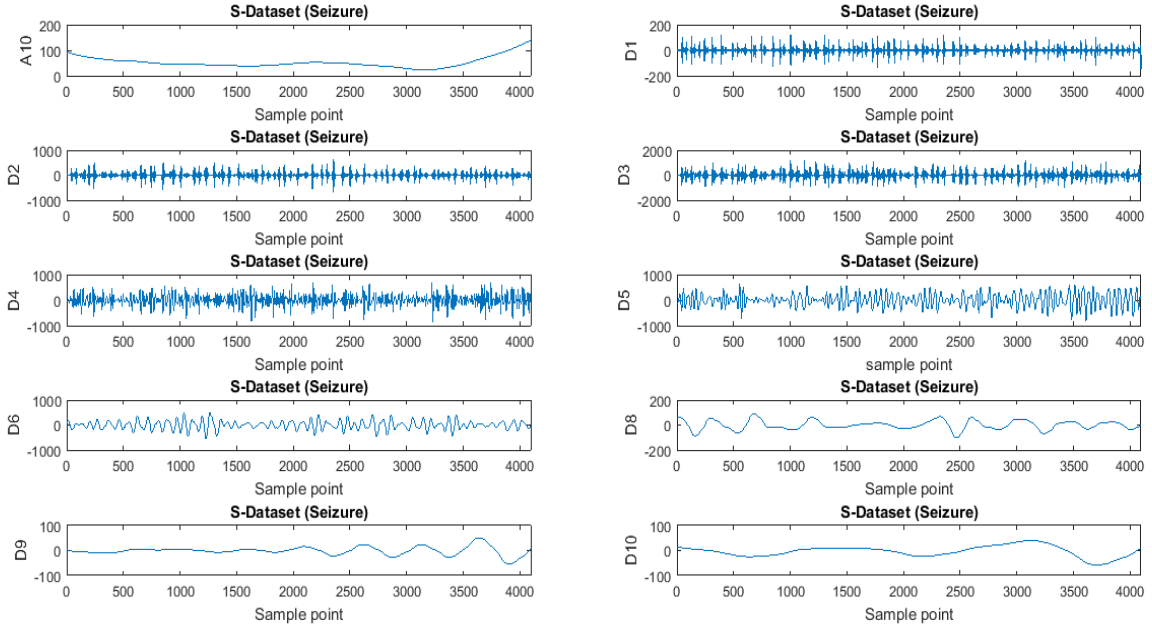 S-Dataset (Seizure)
A10
200
100
0
0 500 1000 1500 2000 2500 3000 3500 4000
Sample point
S-Dataset (Seizure)
D1
200
0
-200
0 500 1000 1500 2000 2500 3000 3500 4000
Sample point
S-Dataset (Seizure)
D2
1000
0
-1000
0 500 1000 1500 2000 2500 3000 3500 4000
Sample point
S-Dataset (Seizure)
D3
2000
0
-2000
0 500 1000 1500 2000 2500 3000 3500 4000
Sample point
S-Dataset (Seizure)
D4
1000
0
-1000
0 500 1000 1500 2000 2500 3000 3500 4000
Sample point
S-Dataset (Seizure)
D5
1000
0
-1000
0 500 1000 1500 2000 2500 3000 3500 4000
sample point
S-Dataset (Seizure)
D6
1000
0
-1000
0 500 1000 1500 2000 2500 3000 3500 4000
Sample point
S-Dataset (Seizure)
D8
200
0
-200
0 500 1000 1500 2000 2500 3000 3500 4000
Sample point
S-Dataset (Seizure)
D9
100
0
-100
0 500 1000 1500 2000 2500 3000 3500 4000
Sample point
S-Dataset (Seizure)
D10
100
0
-100
0 500 1000 1500 2000 2500 3000 3500 4000
Sample point